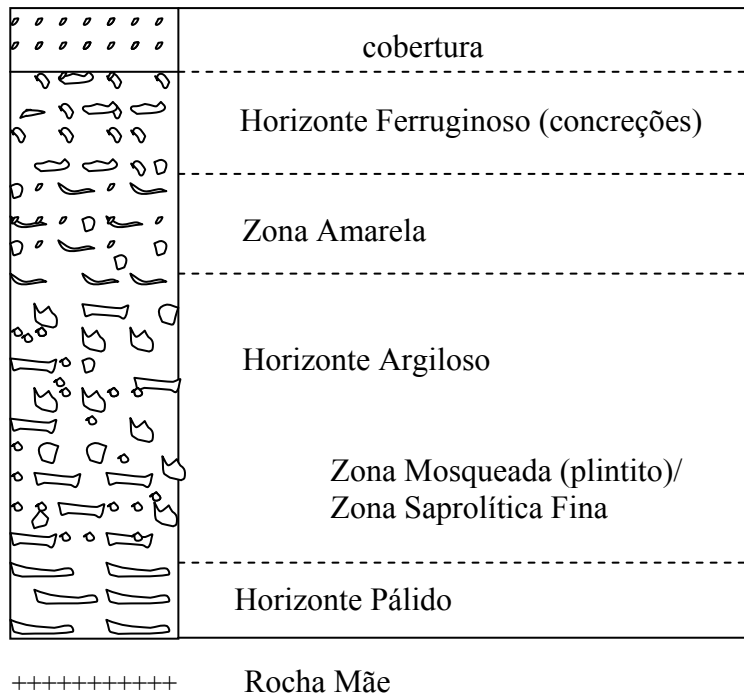 cobertura
Horizonte Ferruginoso (concreções)
Zona Amarela
Horizonte Argiloso
Zona Mosqueada (plintito)/
Zona Saprolítica Fina
Horizonte Pálido
+++++++++++ Rocha Mãe